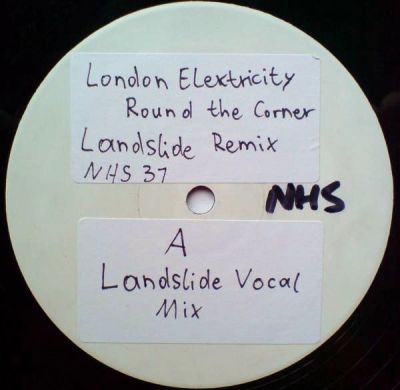 London Elextricity
Round the Corner
Landslide Remix
NHS 37
NHS
A
Landslide Vocal
Mix